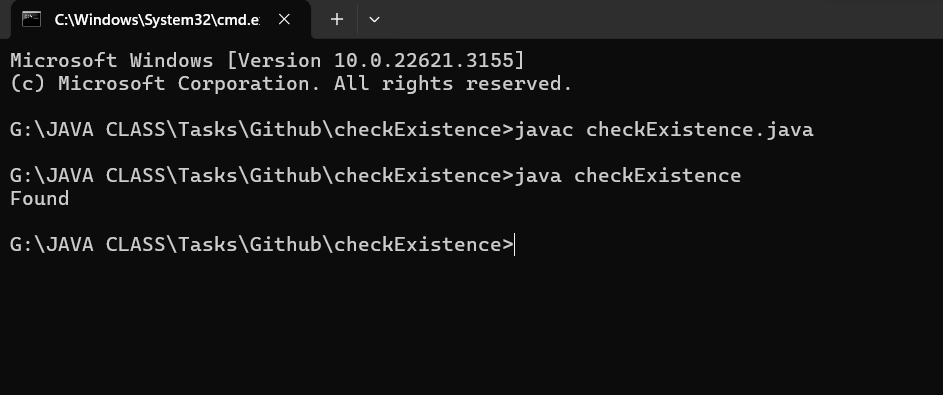 C:\Windows\System32\cmd.e
Microsoft Windows [Version 10.0.22621.3155]
(c) Microsoft Corporation. All rights reserved.
G:\JAVA CLASS\Tasks\Github\checkExistence>javac checkExistence.java
G:\JAVA CLASS\Tasks\Github\checkExistence>java checkExistence
Found
G:\JAVA CLASS\Tasks\Github\checkExistence>